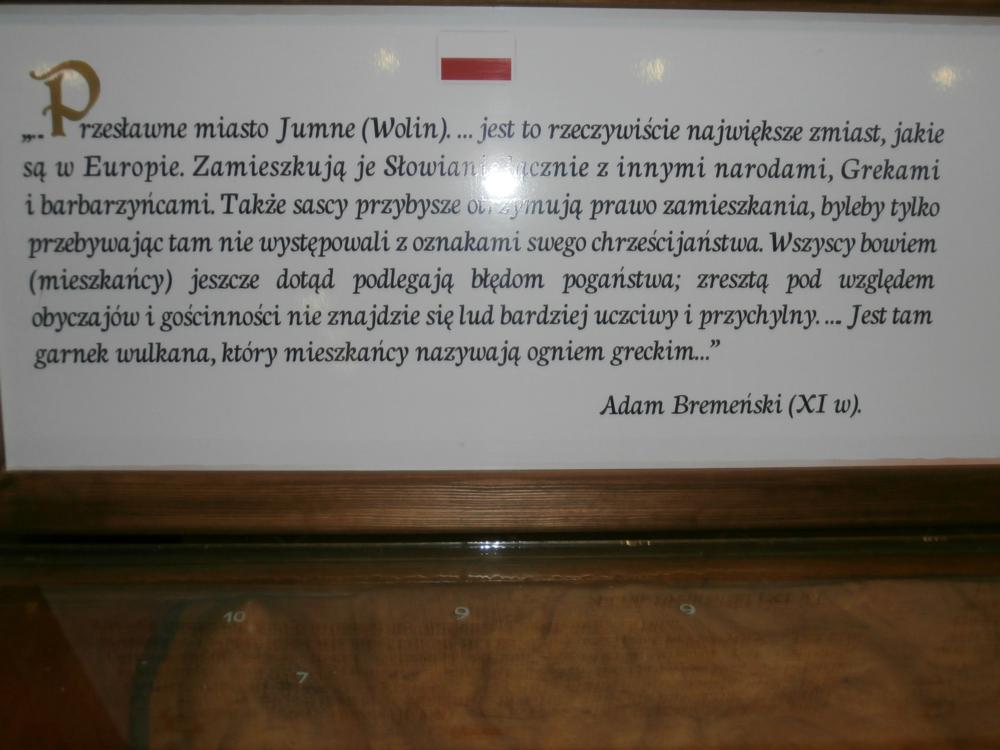 „..Przesławne miasto Jumne (Wolin). ... jest to rzeczywiście największe zmiast, jakie
są w Europie. Zamieszkują je Słowianie łącznie z innymi narodami, Grekami
i barbarzyńcami. Także sascy przybysze otrzymują prawo zamieszkania, byleby tylko
przebywając tam nie występowali z oznakami swego chrześcijaństwa. Wszyscy bowiem
(mieszkańcy) jeszcze dotąd podlegają błędom pogaństwa; zresztą pod względem
obyczajów i gościnności nie znajdzie się lud bardziej uczciwy i przychylny. ... Jest tam
garnek wulkana, który mieszkańcy nazywają ogniem greckim...”
Adam Bremeński (XI w).
10 9 9
7